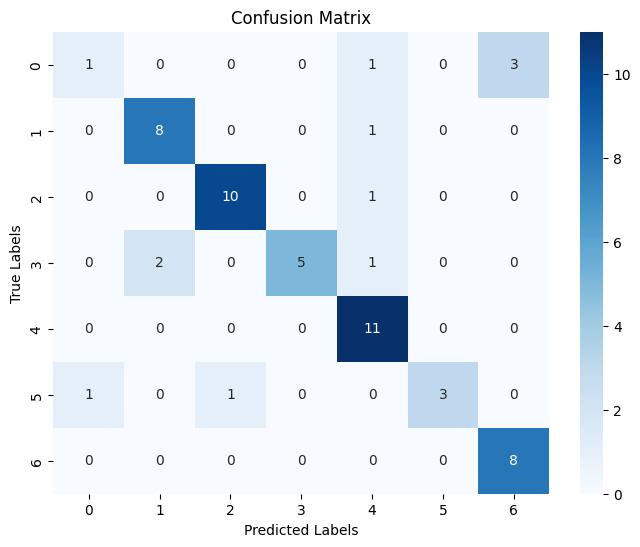 Confusion Matrix
0 1 0 0 0 1 0 3
1 0 8 0 0 1 0 0
2 0 0 10 0 1 0 0
3 0 2 0 5 1 0 0
4 0 0 0 0 11 0 0
5 1 0 1 0 0 3 0
6 0 0 0 0 0 0 8
0 1 2 3 4 5 6
Predicted Labels
True Labels
10
8
6
4
2
0